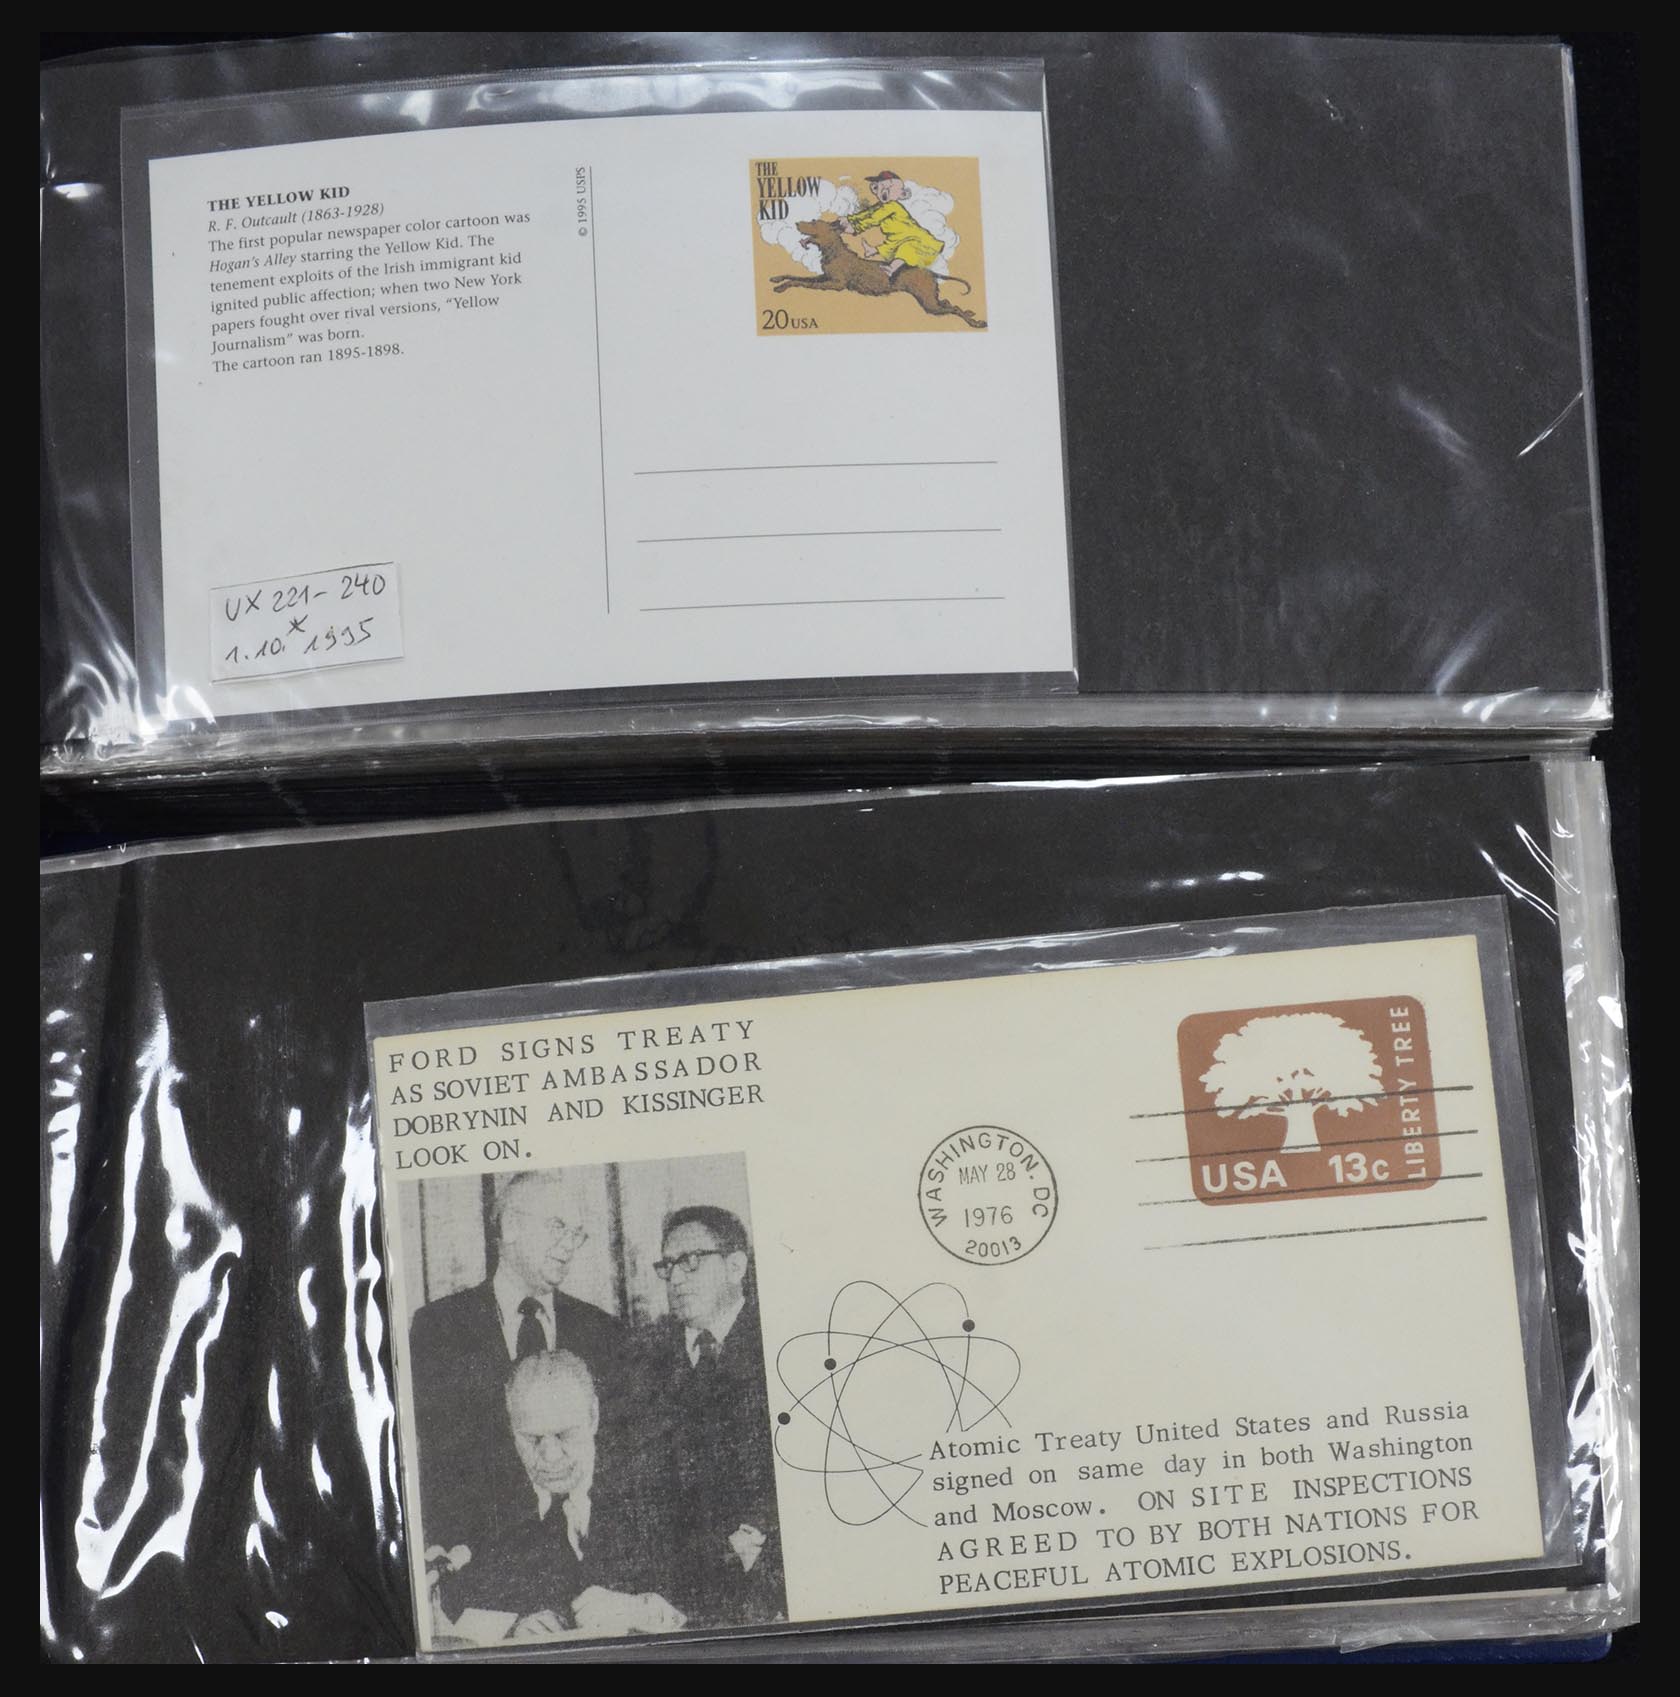 THE YELLOW KID
R. F. Outcault (1863-1928)
The first popular newspaper color cartoon was
Hogan's Alley starring the Yellow Kid. The
tenement exploits of the Irish immigrant kid
ignited public affection; when two New York
papers fought over rival versions, "Yellow
Journalism" was born.
The cartoon ran 1895-1898.
© 1995 USPS
THE
YELLOW
KID
20 USA
UX 221-240
*
1.10. 1995
FORD SIGNS TREATY
AS SOVIET AMBASSADOR
DOBRYNIN AND KISSINGER
LOOK ON.
WASHINGTON. DC
MAY 28
1976
20013
LIBERTY TREE
USA 13c
Atomic Treaty United States and Russia
signed on same day in both Washington
and Moscow. ON SITE INSPECTIONS
AGREED TO BY BOTH NATIONS FOR
PEACEFUL ATOMIC EXPLOSIONS.